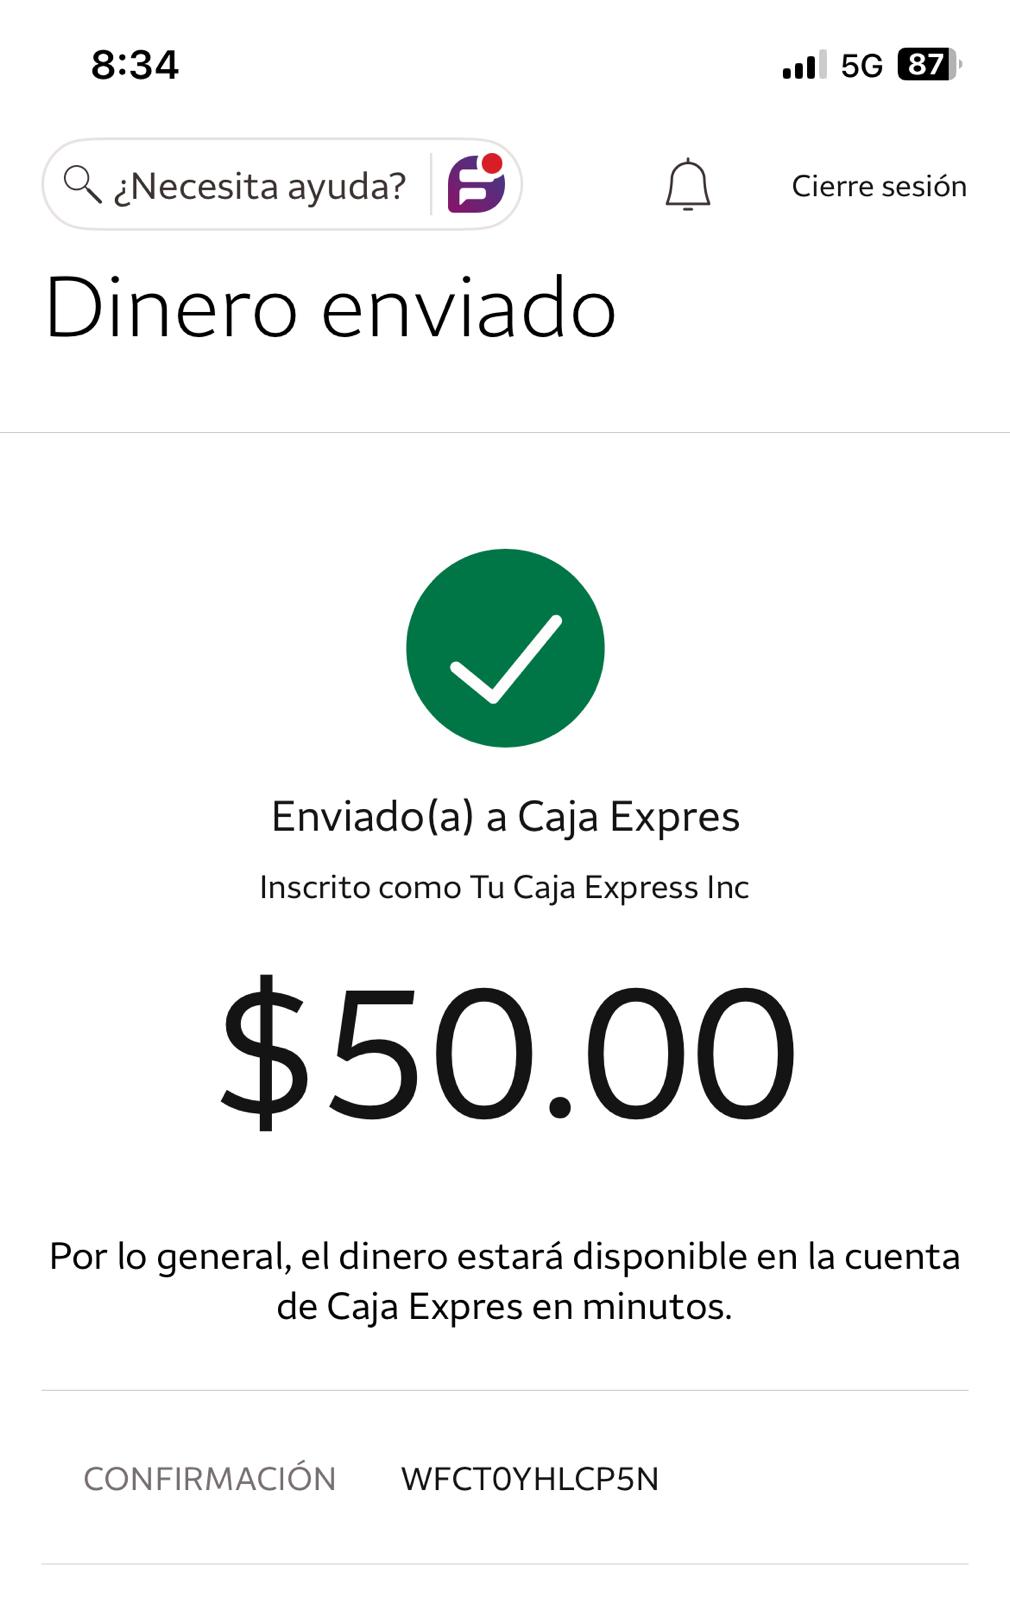 8:34 5G 87
¿Necesita ayuda? Cierre sesión
Dinero enviado
Enviado(a) a Caja Expres
Inscrito como Tu Caja Express Inc
$50.00
Por lo general, el dinero estará disponible en la cuenta
de Caja Expres en minutos.
CONFIRMACIÓN WFCT0YHLCP5N